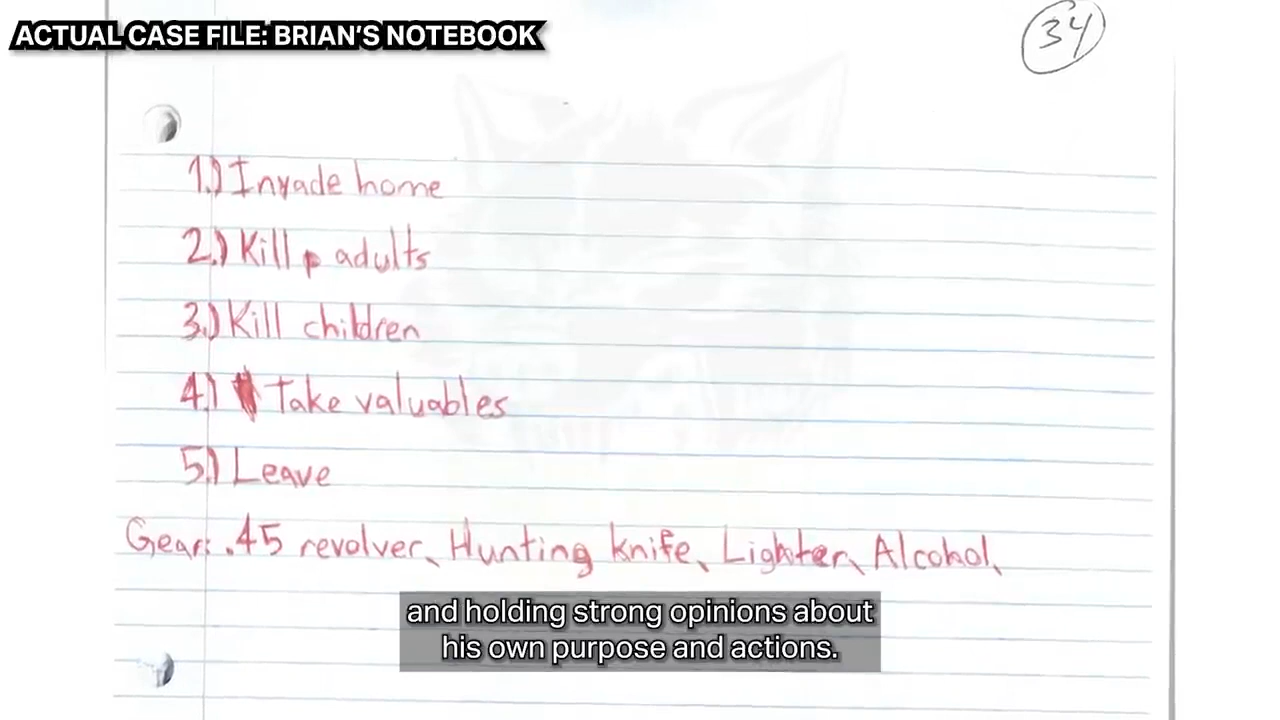 ACTUAL CASE FILE: BRIAN'S NOTEBOOK
34
1.) Invade home
2.) Kill p adults
3.) Kill children
4.) Take valuables
5.) Leave
Gear: .45 revolver, Hunting knife, Lighter, Alcohol,
and holding strong opinions about
his own purpose and actions.